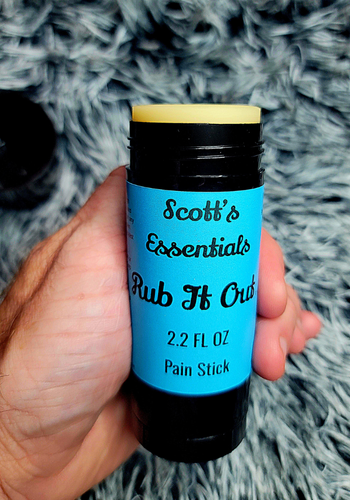 Scott's
Essentials
Rub It Out
2.2 FL OZ
Pain Stick